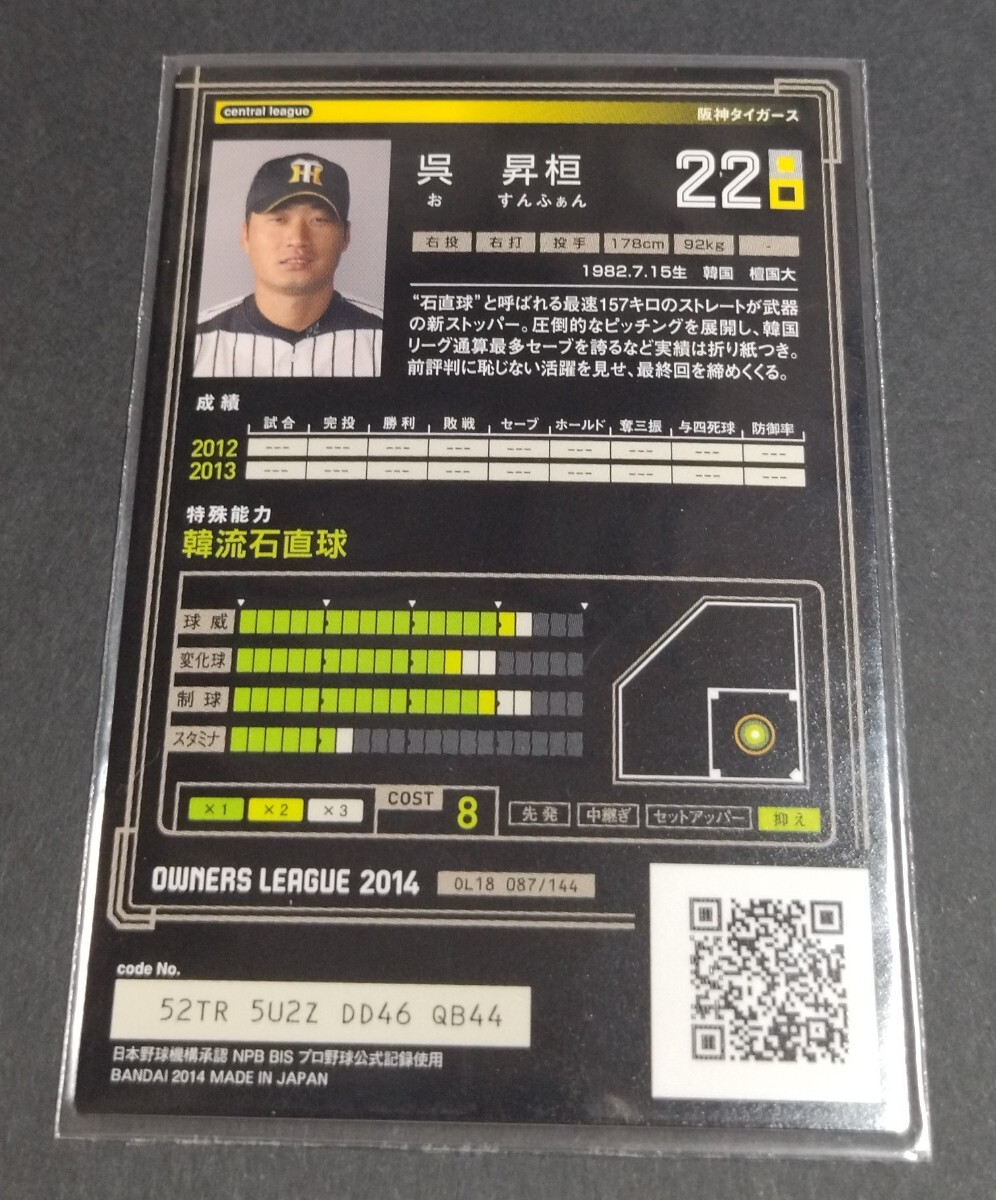 central league 阪神タイガース
呉 昇桓 22
お すんふぁん
右投 右打 投手 178cm 92kg -
1982.7.15生 韓国 檀国大
“石直球”と呼ばれる最速157キロのストレートが武器
の新ストッパー。圧倒的なピッチングを展開し、韓国
リーグ通算最多セーブを誇るなど実績は折り紙つき。
前評判に恥じない活躍を見せ、最終回を締めくくる。
成績
試合 完投 勝利 敗戦 セーブ ホールド 奪三振 与四死球 防御率
2012 --- --- --- --- --- --- --- --- ---
2013 --- --- --- --- --- --- --- --- ---
特殊能力
韓流石直球
球威
変化球
制球
スタミナ
×1 ×2 ×3 COST 8 先発 中継ぎ セットアッパー 抑え
OWNERS LEAGUE 2014 OL18 087/144
code No.
52TR 5U2Z DD46 QB44
日本野球機構承認 NPB BIS プロ野球公式記録使用
BANDAI 2014 MADE IN JAPAN